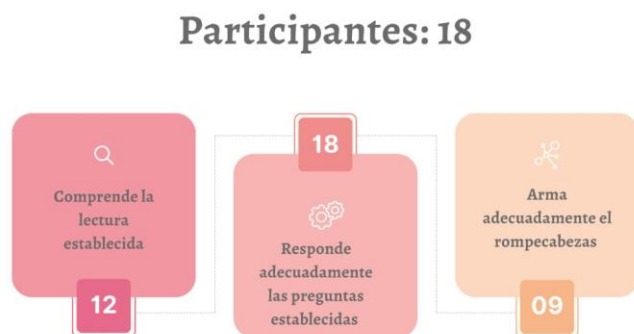 Participantes: 18
Comprende la
lectura
establecida
12
18
Responde
adecuadamente
las preguntas
establecidas
Arma
adecuadamente el
rompecabezas
09